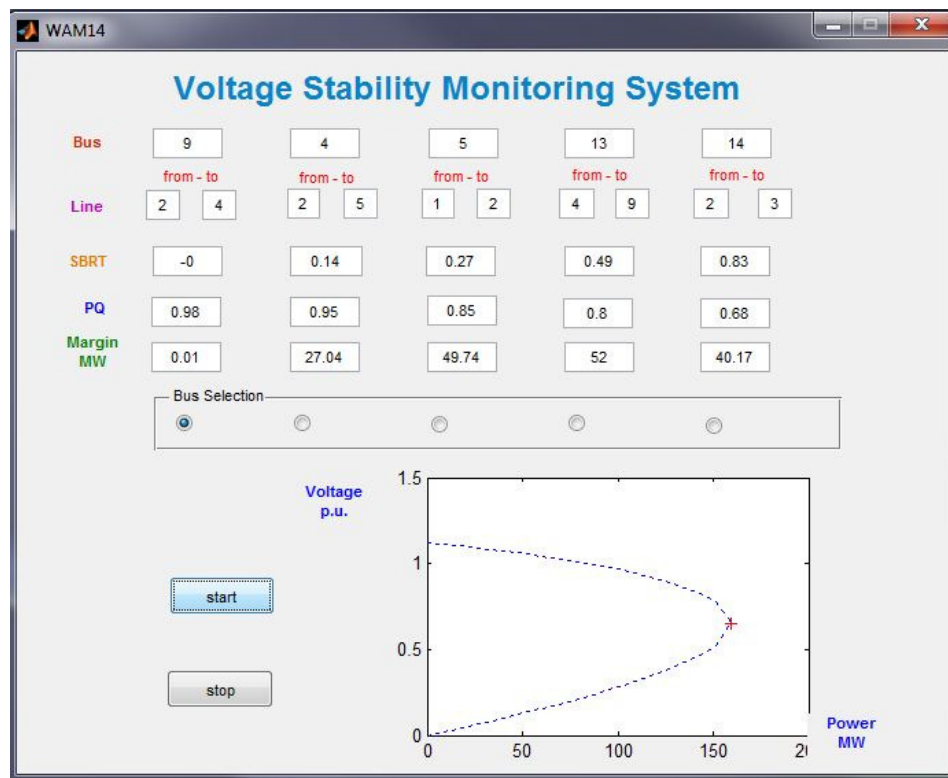 WAM14
Voltage Stability Monitoring System
Bus 9 4 5 13 14
from - to from - to from - to from - to from - to
Line 2 4 2 5 1 2 4 9 2 3
SBRT -0 0.14 0.27 0.49 0.83
PQ 0.98 0.95 0.85 0.8 0.68
Margin
MW 0.01 27.04 49.74 52 40.17
Bus Selection
Voltage
p.u.
1.5
1
0.5
0
0 50 100 150
Power
MW
start
stop